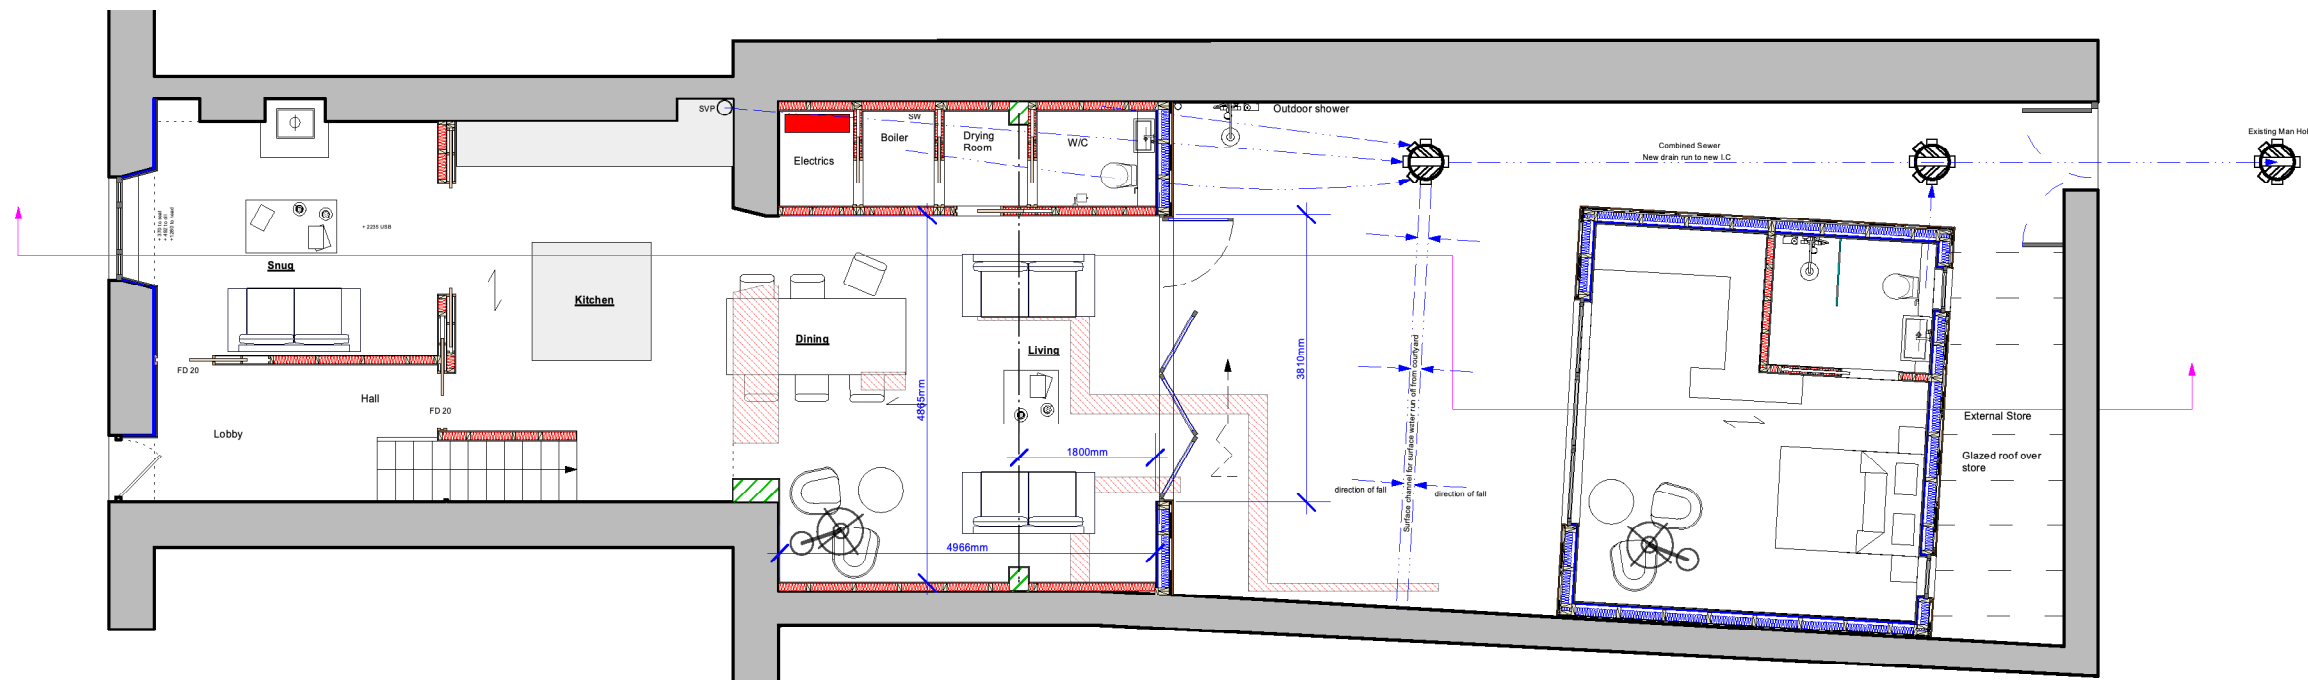 SVP
SW
Electrics
Boiler
Drying
Room
W/C
Outdoor shower
Combined Sewer
New drain run to new I.C
Existing Man Hol
+ 2235 USB
Snug
Kitchen
Dining
Living
FD 20
Hall
FD 20
Lobby
4865mm
1800mm
4966mm
3810mm
direction of fall
Surface channel for surface water run off from courtyard
direction of fall
External Store
Glazed roof over
store